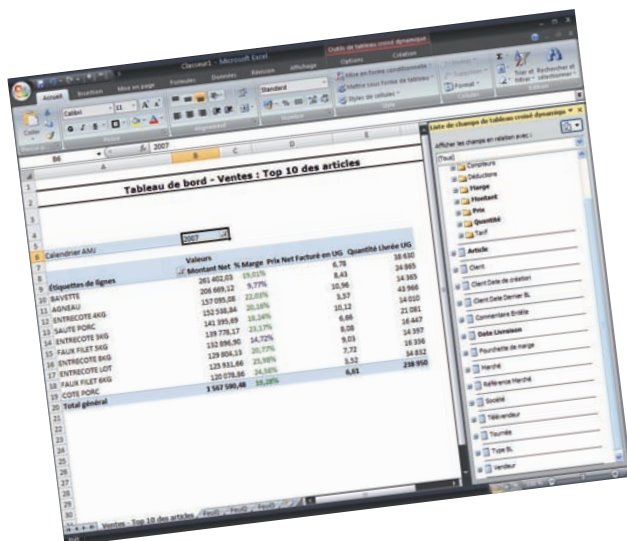 Classeur1 - Microsoft Excel
Outils de tableau croisé dynamique
Accueil Insertion Mise en page Formules Données Révision Affichage Options Création
Coller
Calibri 11
Standard
Mise en forme conditionnelle
Mettre sous forme de tableau
Styles de cellules
Style
Supprimer
Format
Trier et filtrer
Rechercher et sélectionner
B6 2007
A B C D E
Tableau de bord - Ventes : Top 10 des articles
Calendrier AMJ 2007
Valeurs
Étiquettes de lignes Montant Net % Marge Prix Net Facturé en UG Quantité Livrée UG
BAVETTE 261 402,03 19,01% 6,78 38 630
AGNEAU 206 669,12 9,77% 8,43 24 865
ENTRECOTE 4KG 157 095,08 22,03% 10,96 14 365
SAUTE PORC 152 538,84 20,16% 3,57 43 966
ENTRECOTE 5KG 141 395,69 18,24% 10,12 14 010
FAUX FILET 5KG 139 778,17 23,17% 6,66 21 081
ENTRECOTE 6KG 132 896,90 14,72% 8,08 16 447
ENTRECOTE LOT 129 804,13 20,77% 9,03 14 397
FAUX FILET 6KG 125 931,66 25,98% 7,72 16 356
COTE PORC 120 078,86 24,56% 3,52 34 832
Total général 1 567 590,48 19,28% 6,61 238 950
Ventes - Top 10 des articles Feuil1 Feuil2 Feuil3
Liste de champs de tableau croisé dynamique
Afficher les champs en relation avec :
(Tous)
Compteurs
Déductions
Marge
Montant
Prix
Quantité
Tarif
Article
Client
Client Date de création
Client Date Dernier BL
Commentaire Entête
Date Livraison
Fourchette de marge
Marché
Référence Marché
Société
Télévendeur
Tournée
Type BL
Vendeur